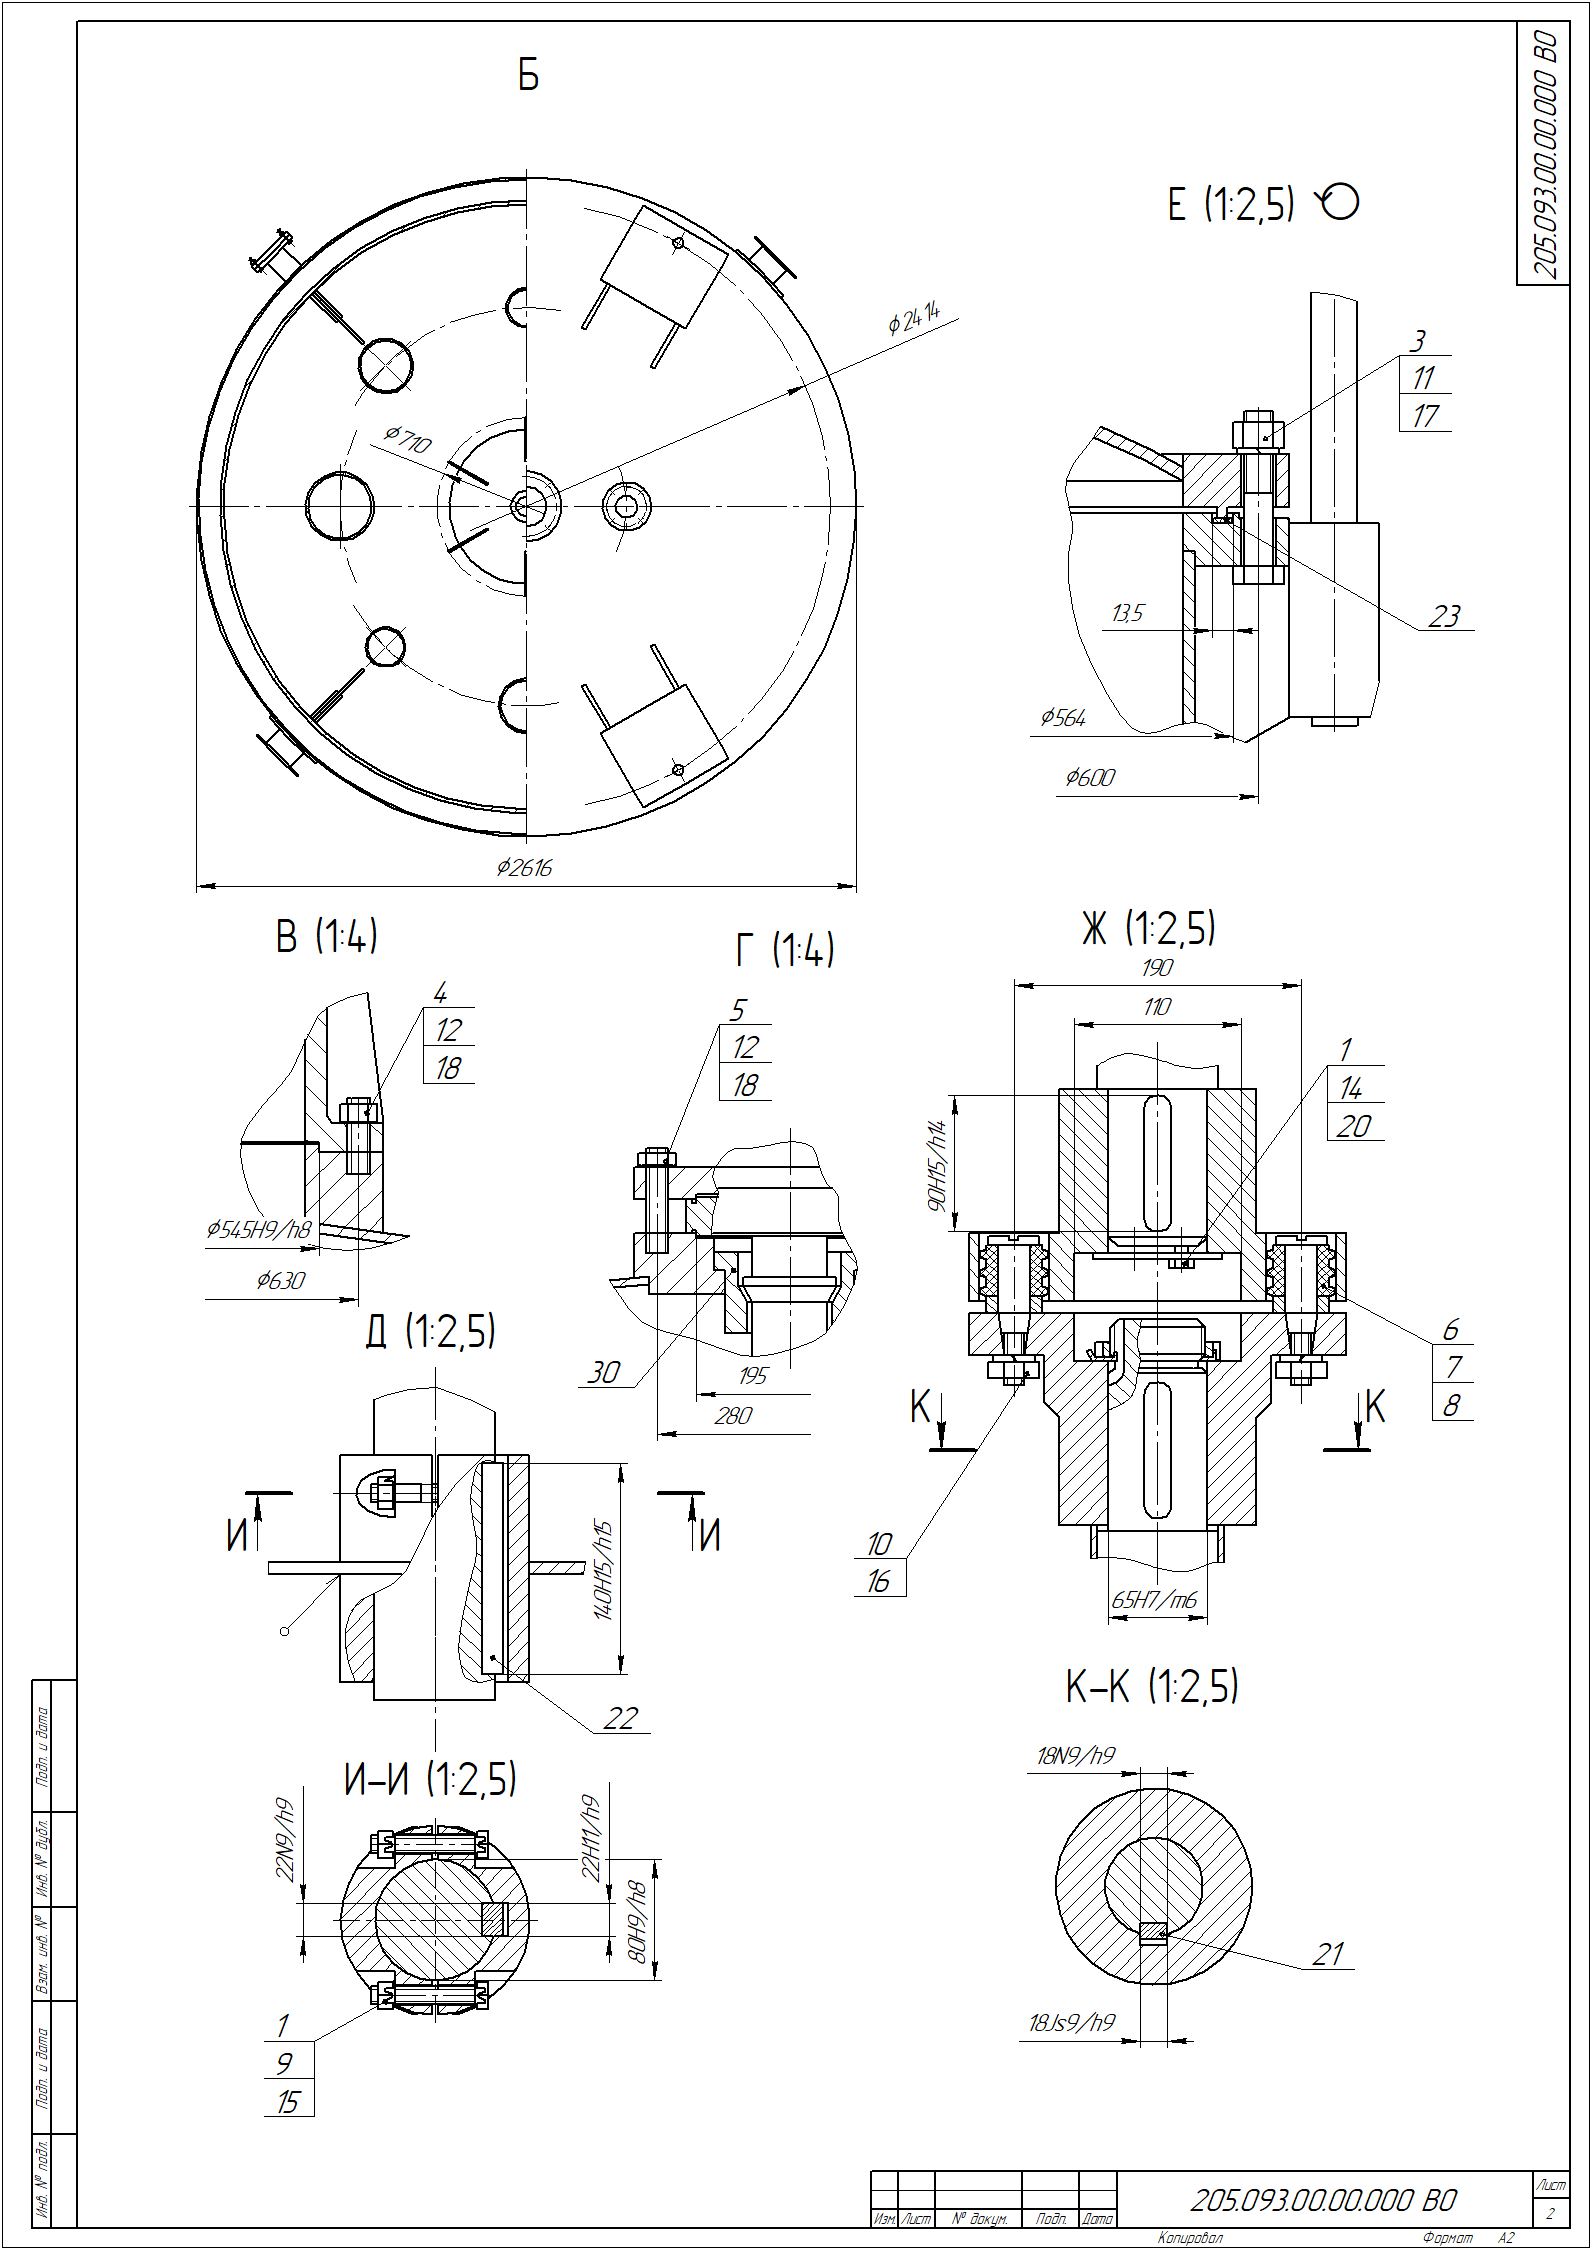 205.093.00.00.000 ВО
Б
Е (1:2,5)
ϕ2414
ϕ710
ϕ2616
3
11
17
23
13,5
ϕ564
ϕ600
В (1:4)
4
12
18
ϕ545H9/h8
ϕ630
Г (1:4)
5
12
18
30
195
280
Ж (1:2,5)
190
110
90H15/h14
1
14
20
6
7
8
К
К
10
16
65H7/m6
Д (1:2,5)
И
И
140H15/h15
22
И–И (1:2,5)
22N9/h9
22H11/h9
80H9/h8
1
9
15
К–К (1:2,5)
18N9/h9
21
18Js9/h9
Подп. и дата
Инв. № дубл.
Взам. инв. №
Подп. и дата
Инв. № подл.
Изм.
Лист
№ докум.
Подп.
Дата
205.093.00.00.000 ВО
Лист
2
Копировал
Формат
А2